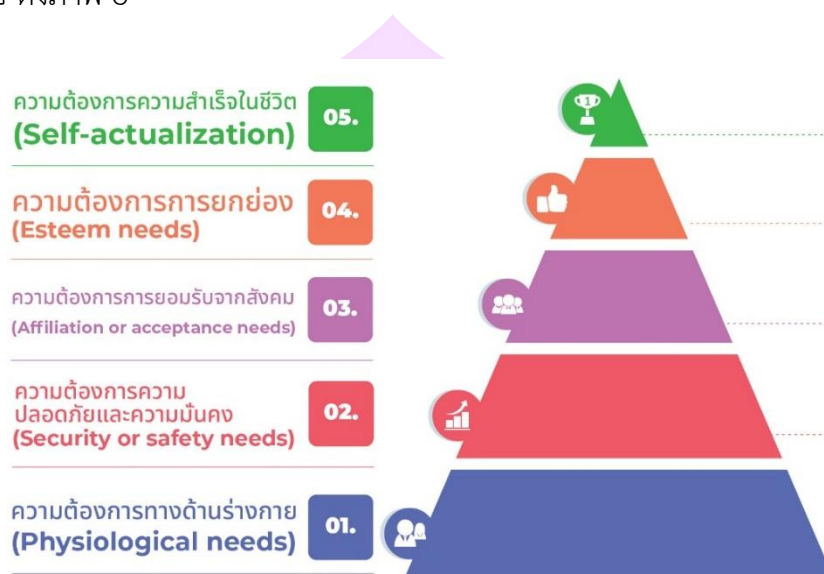 ความต้องการความสำเร็จในชีวิต
(Self-actualization)
05.
ความต้องการการยกย่อง
(Esteem needs)
04.
ความต้องการการยอมรับจากสังคม
(Affiliation or acceptance needs)
03.
ความต้องการความ
ปลอดภัยและความมั่นคง
(Security or safety needs)
02.
ความต้องการทางด้านร่างกาย
(Physiological needs)
01.
1